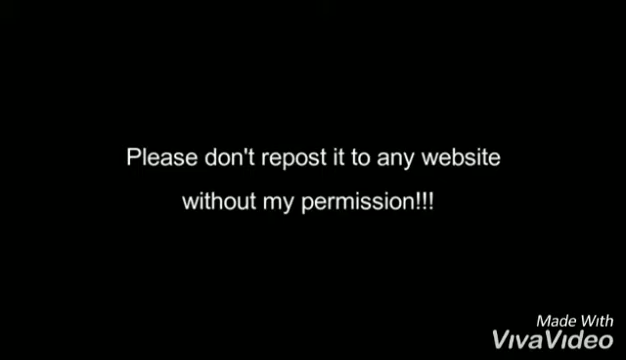 Please don't repost it to any website
without my permission!!!
Made With
VivaVideo